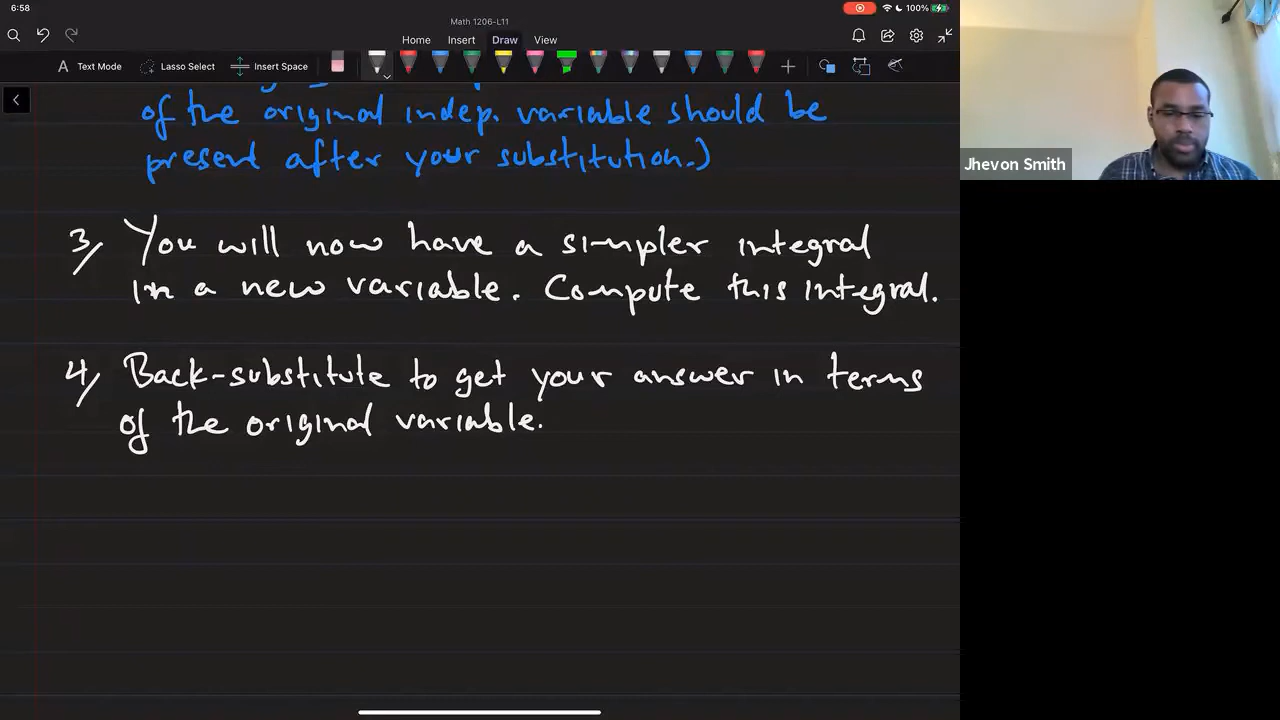 6:58
100%
Math 1206-L11
Home Insert Draw View
Text Mode Lasso Select Insert Space
of the original indep. variable should be
present after your substitution.)
3/ You will now have a simpler integral
in a new variable. Compute this integral.
4/ Back-substitute to get your answer in terms
of the original variable.
Jhevon Smith